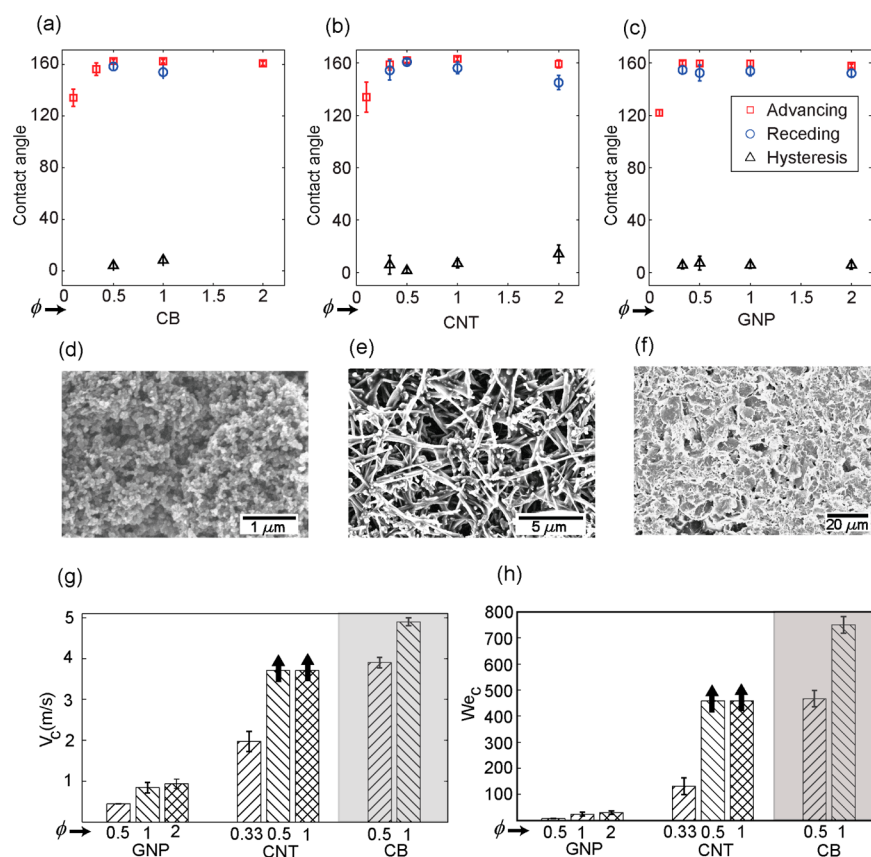 (a)
(b)
(c)
Contact angle
160
120
80
40
0
0
0.5
1
1.5
2
ϕ
CB
Contact angle
160
120
80
40
0
0
0.5
1
1.5
2
ϕ
CNT
Contact angle
160
120
80
40
0
0
0.5
1
1.5
2
ϕ
GNP
Advancing
Receding
Hysteresis
(d)
(e)
(f)
1 μm
5 μm
20 μm
(g)
V_c(m/s)
5
4
3
2
1
ϕ
0.5 1 2
GNP
0.33 0.5 1
CNT
0.5 1
CB
(h)
We_c
800
700
600
500
400
300
200
100
ϕ
0.5 1 2
GNP
0.33 0.5 1
CNT
0.5 1
CB